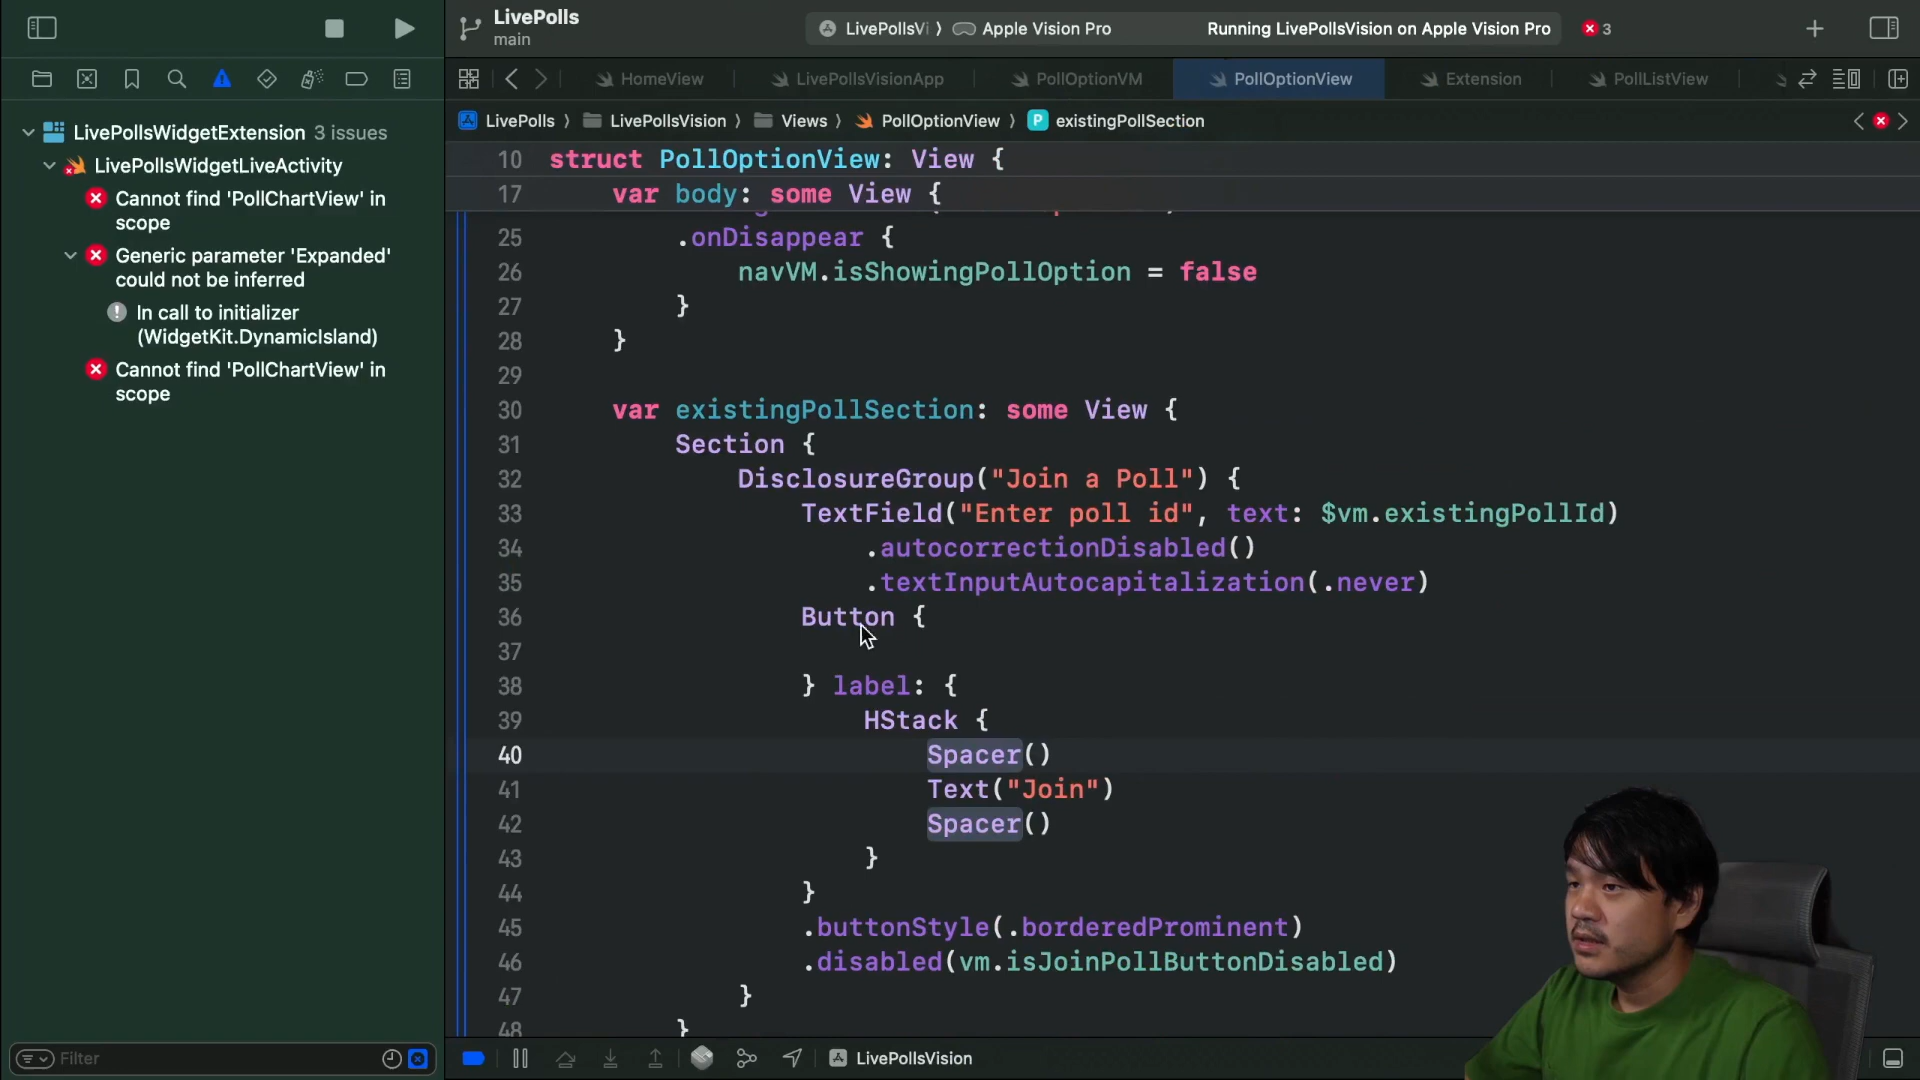 LivePolls
main
LivePollsVi ⟩ Apple Vision Pro
Running LivePollsVision on Apple Vision Pro
3
HomeView
LivePollsVisionApp
PollOptionVM
PollOptionView
Extension
PollListView
LivePolls ⟩ LivePollsVision ⟩ Views ⟩ PollOptionView ⟩ P existingPollSection
LivePollsWidgetExtension 3 issues
LivePollsWidgetLiveActivity
Cannot find 'PollChartView' in
scope
Generic parameter 'Expanded'
could not be inferred
In call to initializer
(WidgetKit.DynamicIsland)
Cannot find 'PollChartView' in
scope
10 struct PollOptionView: View {
17 var body: some View {
25 .onDisappear {
26 navVM.isShowingPollOption = false
27 }
28 }
29
30 var existingPollSection: some View {
31 Section {
32 DisclosureGroup("Join a Poll") {
33 TextField("Enter poll id", text: $vm.existingPollId)
34 .autocorrectionDisabled()
35 .textInputAutocapitalization(.never)
36 Button {
37
38 } label: {
39 HStack {
40 Spacer()
41 Text("Join")
42 Spacer()
43 }
44 }
45 .buttonStyle(.borderedProminent)
46 .disabled(vm.isJoinPollButtonDisabled)
47 }
48 }
Filter
LivePollsVision